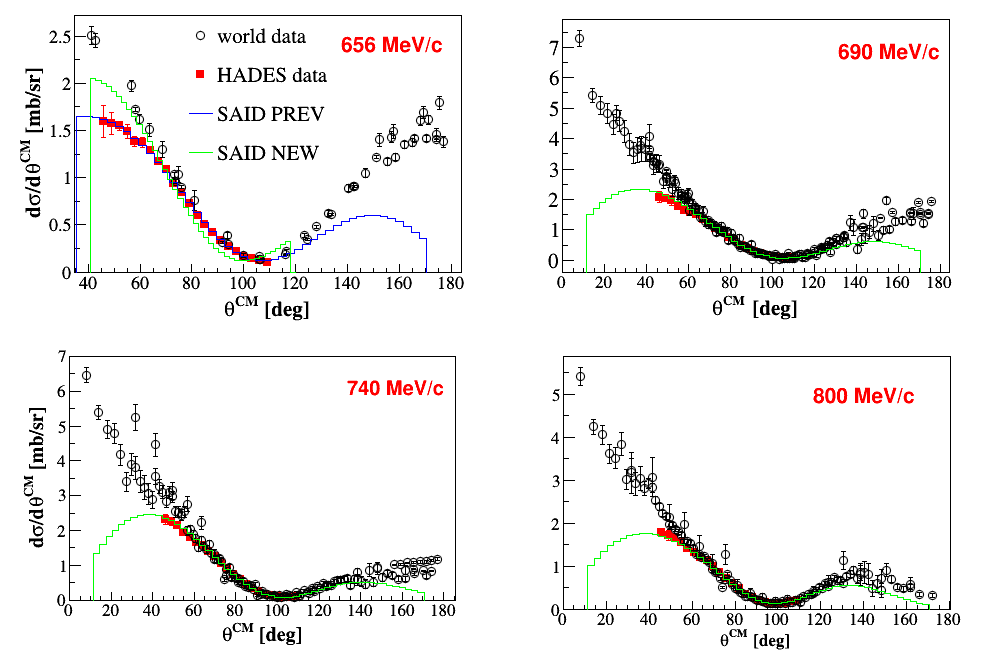 2.5
2
1.5
1
0.5
0
dσ/dθ^CM [mb/sr]
world data
HADES data
SAID PREV
SAID NEW
656 MeV/c
40 60 80 100 120 140 160 180
θ^CM [deg]
7
6
5
4
3
2
1
0
690 MeV/c
0 20 40 60 80 100 120 140 160 180
θ^CM [deg]
7
6
5
4
3
2
1
0
dσ/dθ^CM [mb/sr]
740 MeV/c
0 20 40 60 80 100 120 140 160 180
θ^CM [deg]
5
4
3
2
1
0
800 MeV/c
0 20 40 60 80 100 120 140 160 180
θ^CM [deg]